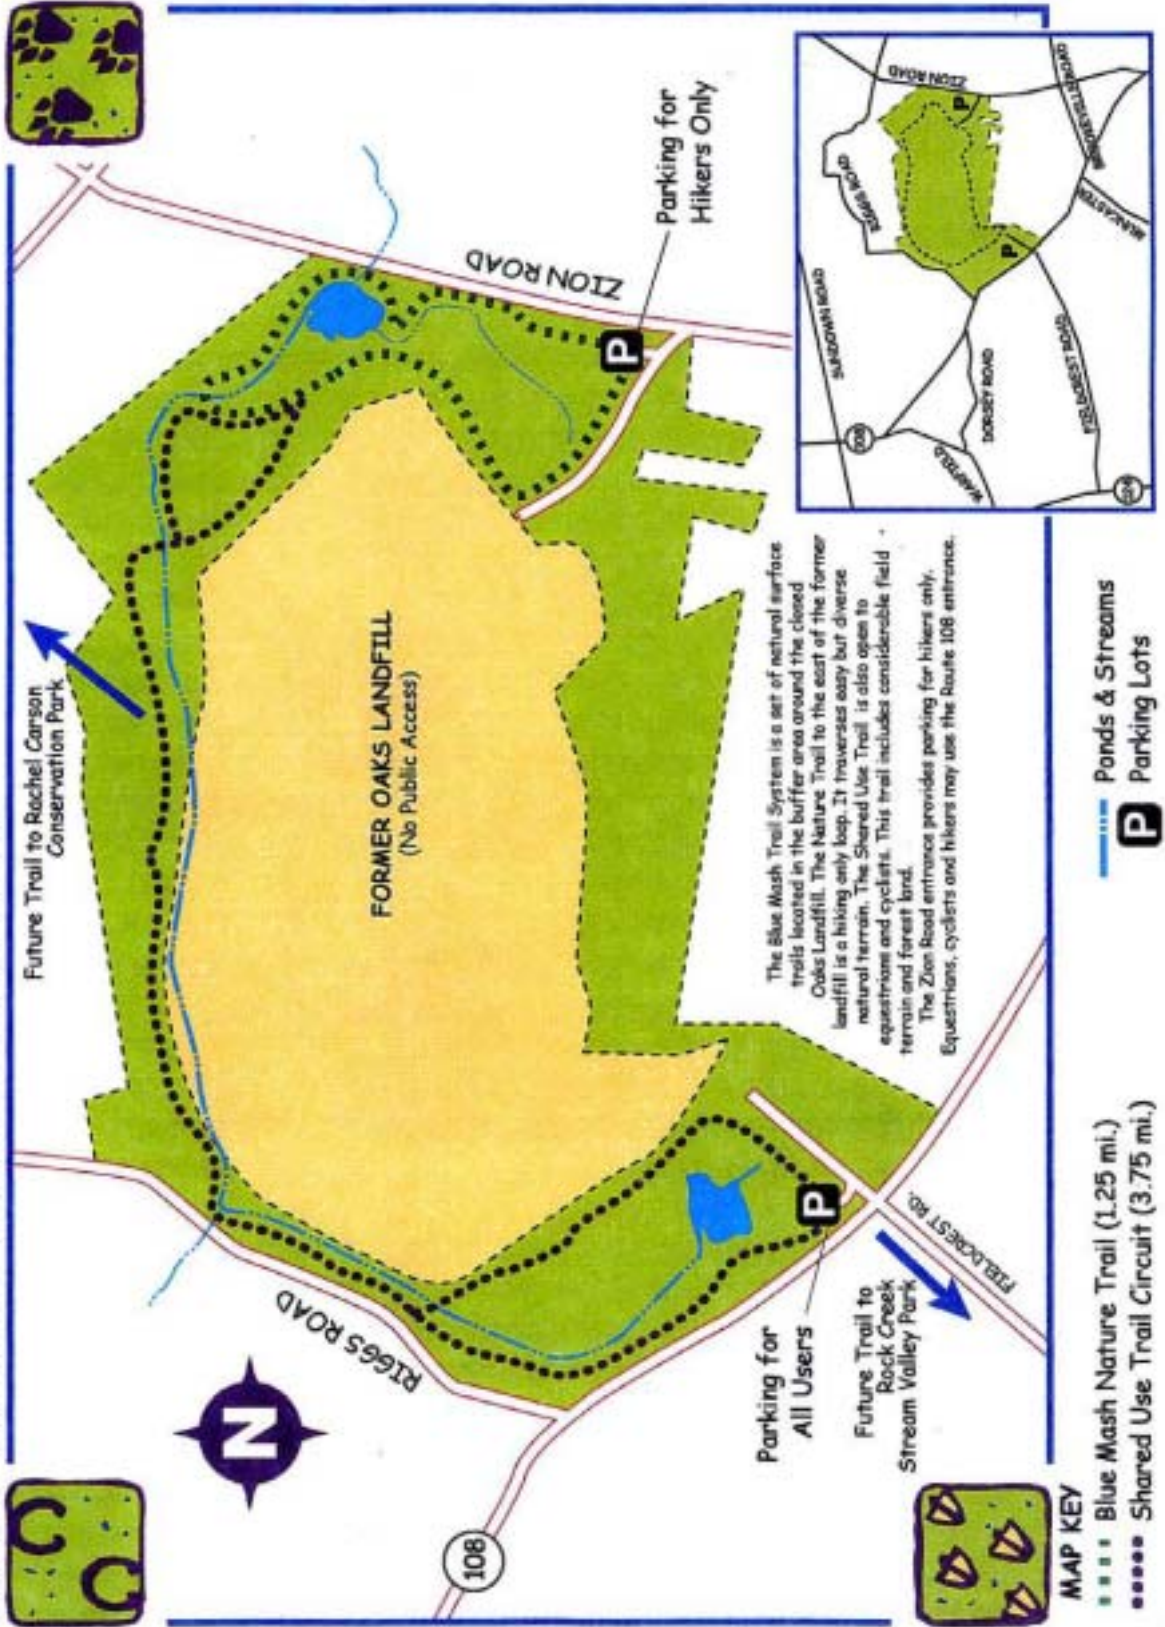 Future Trail to Rachel Carson
Conservation Park
Parking for
Hikers Only
ZION ROAD
P
FORMER OAKS LANDFILL
(No Public Access)
RIGGS ROAD
N
108
P
Parking for
All Users
Future Trail to
Rock Creek
Stream Valley Park
FIELDCREST RD.
The Blue Mash Trail System is a set of natural surface
trails located in the buffer area around the closed
Oaks Landfill. The Nature Trail to the east of the former
landfill is a hiking only loop. It traverses easy but diverse
natural terrain. The Shared Use Trail is also open to
equestrians and cyclists. This trail includes considerable field
terrain and forest land.
The Zion Road entrance provides parking for hikers only.
Equestrians, cyclists and hikers may use the Route 108 entrance.
SUNDOWN ROAD
RIGGS ROAD
ZION ROAD
P
P
108
WARFIELD
DORSEY ROAD
FIELDCREST ROAD
MUNCASTER
124
MAP KEY
Blue Mash Nature Trail (1.25 mi.)
Shared Use Trail Circuit (3.75 mi.)
Ponds & Streams
P Parking Lots